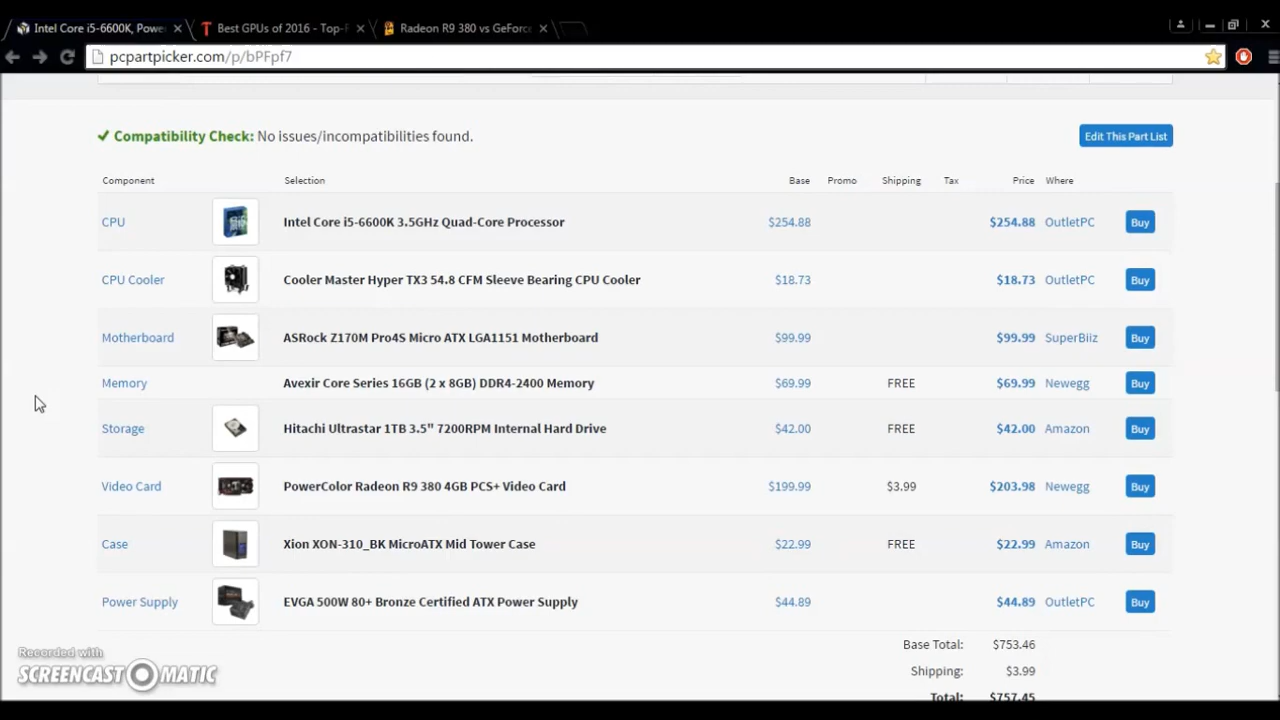 Intel Core i5-6600K, Powe
Best GPUs of 2016 - Top-R
Radeon R9 380 vs GeForce
pcpartpicker.com/p/bPFpf7
Compatibility Check: No issues/incompatibilities found.
Edit This Part List
Component Selection Base Promo Shipping Tax Price Where
CPU Intel Core i5-6600K 3.5GHz Quad-Core Processor $254.88 $254.88 OutletPC Buy
CPU Cooler Cooler Master Hyper TX3 54.8 CFM Sleeve Bearing CPU Cooler $18.73 $18.73 OutletPC Buy
Motherboard ASRock Z170M Pro4S Micro ATX LGA1151 Motherboard $99.99 $99.99 SuperBiiz Buy
Memory Avexir Core Series 16GB (2 x 8GB) DDR4-2400 Memory $69.99 FREE $69.99 Newegg Buy
Storage Hitachi Ultrastar 1TB 3.5" 7200RPM Internal Hard Drive $42.00 FREE $42.00 Amazon Buy
Video Card PowerColor Radeon R9 380 4GB PCS+ Video Card $199.99 $3.99 $203.98 Newegg Buy
Case Xion XON-310_BK MicroATX Mid Tower Case $22.99 FREE $22.99 Amazon Buy
Power Supply EVGA 500W 80+ Bronze Certified ATX Power Supply $44.89 $44.89 OutletPC Buy
Base Total: $753.46
Shipping: $3.99
Total: $757.45
Recorded with
SCREENCAST MATIC